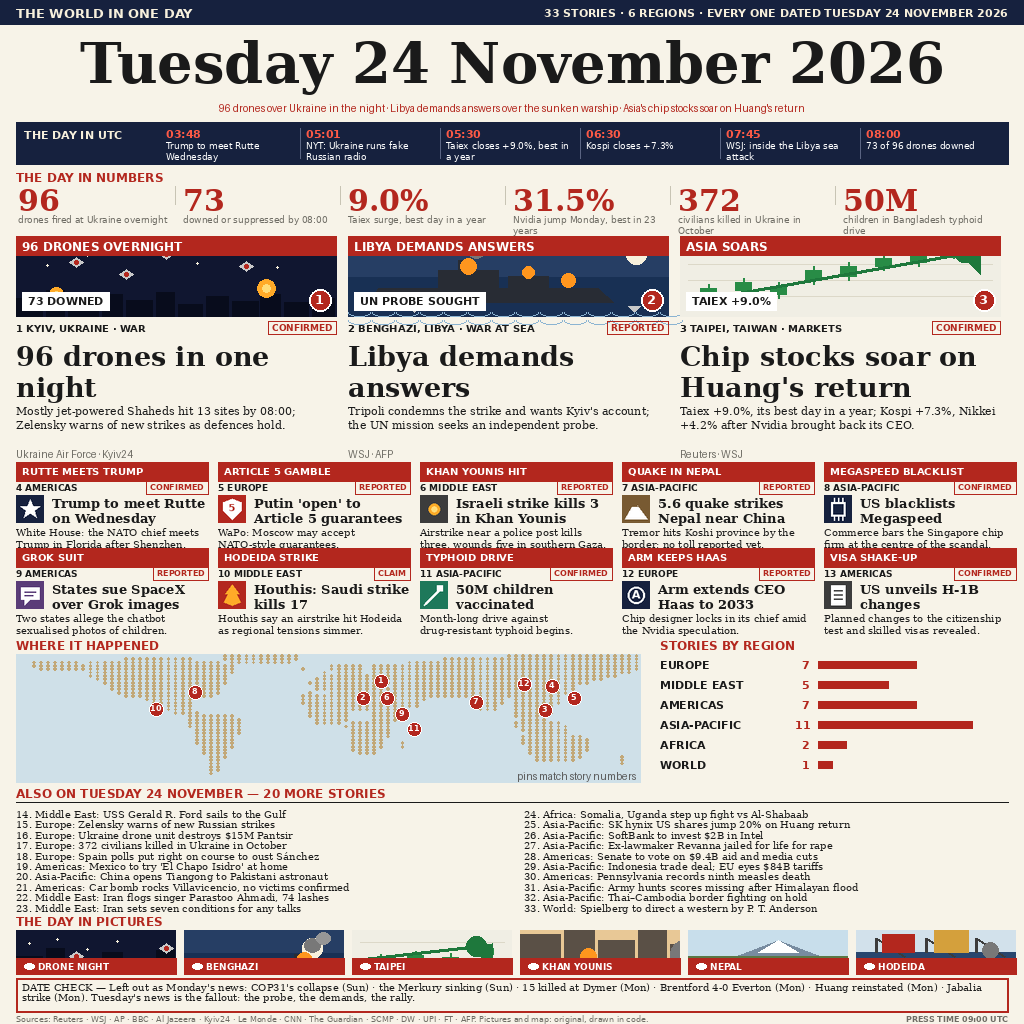 THE WORLD IN ONE DAY
33 STORIES · 6 REGIONS · EVERY ONE DATED TUESDAY 24 NOVEMBER 2026
Tuesday 24 November 2026
96 drones over Ukraine in the night · Libya demands answers over the sunken warship · Asia's chip stocks soar on Huang's return
THE DAY IN UTC
03:48
Trump to meet Rutte
Wednesday
05:01
NYT: Ukraine runs fake
Russian radio
05:30
Taiex closes +9.0%, best in
a year
06:30
Kospi closes +7.3%
07:45
WSJ: inside the Libya sea
attack
08:00
73 of 96 drones downed
THE DAY IN NUMBERS
96
drones fired at Ukraine overnight
73
downed or suppressed by 08:00
9.0%
Taiex surge, best day in a year
31.5%
Nvidia jump Monday, best in 23
years
372
civilians killed in Ukraine in
October
50M
children in Bangladesh typhoid
drive
96 DRONES OVERNIGHT
73 DOWNED
1
1 KYIV, UKRAINE · WAR
CONFIRMED
96 drones in one
night
Mostly jet-powered Shaheds hit 13 sites by 08:00;
Zelensky warns of new strikes as defences hold.
Ukraine Air Force · Kyiv24
LIBYA DEMANDS ANSWERS
UN PROBE SOUGHT
2
2 BENGHAZI, LIBYA · WAR AT SEA
REPORTED
Libya demands
answers
Tripoli condemns the strike and wants Kyiv's account;
the UN mission seeks an independent probe.
WSJ · AFP
ASIA SOARS
TAIEX +9.0%
3
3 TAIPEI, TAIWAN · MARKETS
CONFIRMED
Chip stocks soar on
Huang's return
Taiex +9.0%, its best day in a year; Kospi +7.3%, Nikkei
+4.2% after Nvidia brought back its CEO.
Reuters · WSJ
RUTTE MEETS TRUMP
4 AMERICAS
CONFIRMED
Trump to meet Rutte
on Wednesday
White House: the NATO chief meets
Trump in Florida after Shenzhen.
ARTICLE 5 GAMBLE
5 EUROPE
REPORTED
5
Putin 'open' to
Article 5 guarantees
WaPo: Moscow may accept
NATO-style guarantees.
KHAN YOUNIS HIT
6 MIDDLE EAST
REPORTED
Israeli strike kills 3
in Khan Younis
Airstrike near a police post kills
three, wounds five in southern Gaza.
QUAKE IN NEPAL
7 ASIA-PACIFIC
REPORTED
5.6 quake strikes
Nepal near China
Tremor hits Koshi province by the
border; no toll reported yet.
MEGASPEED BLACKLIST
8 ASIA-PACIFIC
CONFIRMED
US blacklists
Megaspeed
Commerce bars the Singapore chip
firm at the centre of the scandal.
GROK SUIT
9 AMERICAS
REPORTED
States sue SpaceX
over Grok images
Two states allege the chatbot
sexualised photos of children.
HODEIDA STRIKE
10 MIDDLE EAST
CLAIM
Houthis: Saudi strike
kills 17
Houthis say an airstrike hit Hodeida
as regional tensions simmer.
TYPHOID DRIVE
11 ASIA-PACIFIC
CONFIRMED
50M children
vaccinated
Month-long drive against
drug-resistant typhoid begins.
ARM KEEPS HAAS
12 EUROPE
REPORTED
A
Arm extends CEO
Haas to 2033
Chip designer locks in its chief amid
the Nvidia speculation.
VISA SHAKE-UP
13 AMERICAS
CONFIRMED
US unveils H-1B
changes
Planned changes to the citizenship
test and skilled visas revealed.
WHERE IT HAPPENED
1
12
4
8
2
6
5
7
10
9
3
11
pins match story numbers
STORIES BY REGION
EUROPE 7
MIDDLE EAST 5
AMERICAS 7
ASIA-PACIFIC 11
AFRICA 2
WORLD 1
ALSO ON TUESDAY 24 NOVEMBER — 20 MORE STORIES
14. Middle East: USS Gerald R. Ford sails to the Gulf
15. Europe: Zelensky warns of new Russian strikes
16. Europe: Ukraine drone unit destroys $15M Pantsir
17. Europe: 372 civilians killed in Ukraine in October
18. Europe: Spain polls put right on course to oust Sánchez
19. Americas: Mexico to try 'El Chapo Isidro' at home
20. Asia-Pacific: China opens Tiangong to Pakistani astronaut
21. Americas: Car bomb rocks Villavicencio, no victims confirmed
22. Middle East: Iran flogs singer Parastoo Ahmadi, 74 lashes
23. Middle East: Iran sets seven conditions for any talks
24. Africa: Somalia, Uganda step up fight vs Al-Shabaab
25. Asia-Pacific: SK hynix US shares jump 20% on Huang return
26. Asia-Pacific: SoftBank to invest $2B in Intel
27. Asia-Pacific: Ex-lawmaker Revanna jailed for life for rape
28. Americas: Senate to vote on $9.4B aid and media cuts
29. Asia-Pacific: Indonesia trade deal; EU eyes $84B tariffs
30. Americas: Pennsylvania records ninth measles death
31. Asia-Pacific: Army hunts scores missing after Himalayan flood
32. Asia-Pacific: Thai–Cambodia border fighting on hold
33. World: Spielberg to direct a western by P. T. Anderson
THE DAY IN PICTURES
DRONE NIGHT
BENGHAZI
TAIPEI
KHAN YOUNIS
NEPAL
HODEIDA
DATE CHECK — Left out as Monday's news: COP31's collapse (Sun) · the Merkury sinking (Sun) · 15 killed at Dymer (Mon) · Brentford 4-0 Everton (Mon) · Huang reinstated (Mon) · Jabalia
strike (Mon). Tuesday's news is the fallout: the probe, the demands, the rally.
Sources: Reuters · WSJ · AP · BBC · Al Jazeera · Kyiv24 · Le Monde · CNN · The Guardian · SCMP · DW · UPI · FT · AFP. Pictures and map: original, drawn in code.
PRESS TIME 09:00 UTC